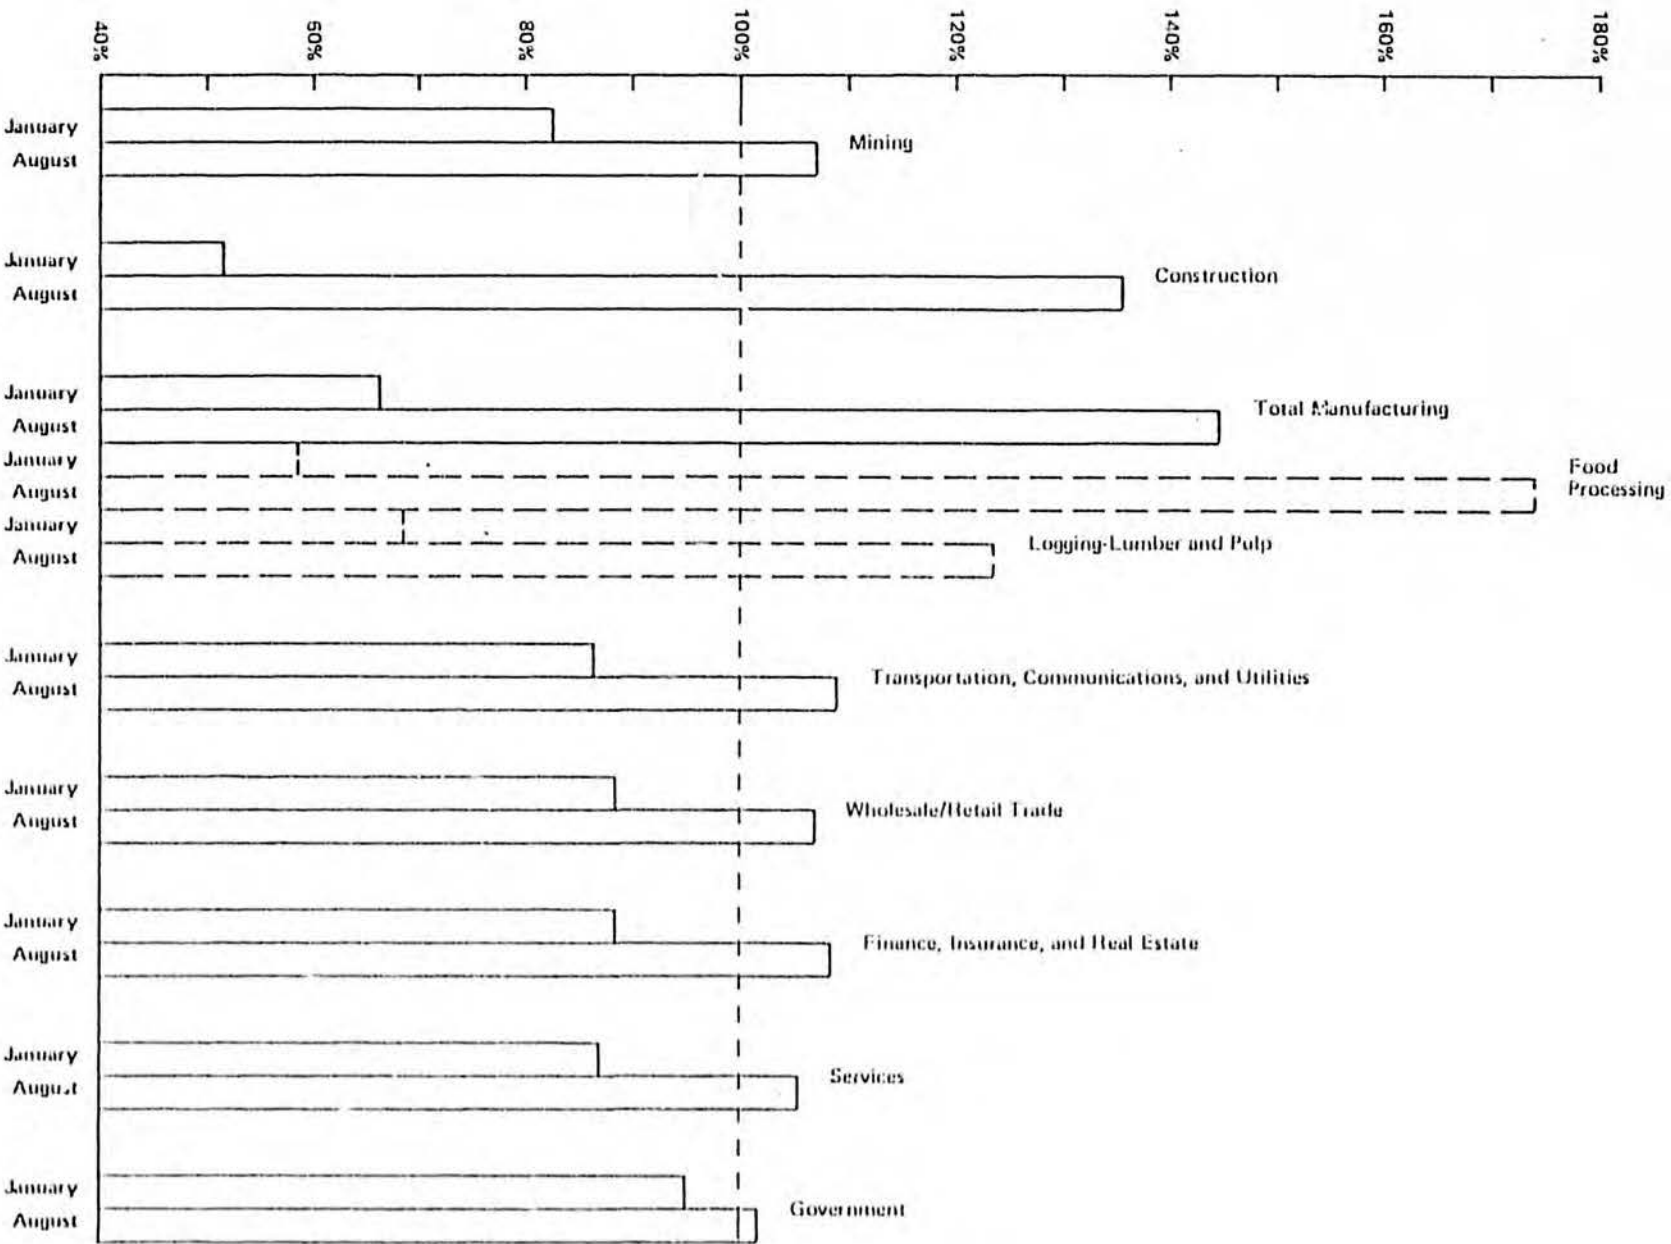 40% 60% 80% 100% 120% 140% 160% 180%
January
August
Mining
January
August
Construction
January
August
Total Manufacturing
January
August
Food
Processing
January
August
Logging-Lumber and Pulp
January
August
Transportation, Communications, and Utilities
January
August
Wholesale/Retail Trade
January
August
Finance, Insurance, and Real Estate
January
August
Services
January
August
Government